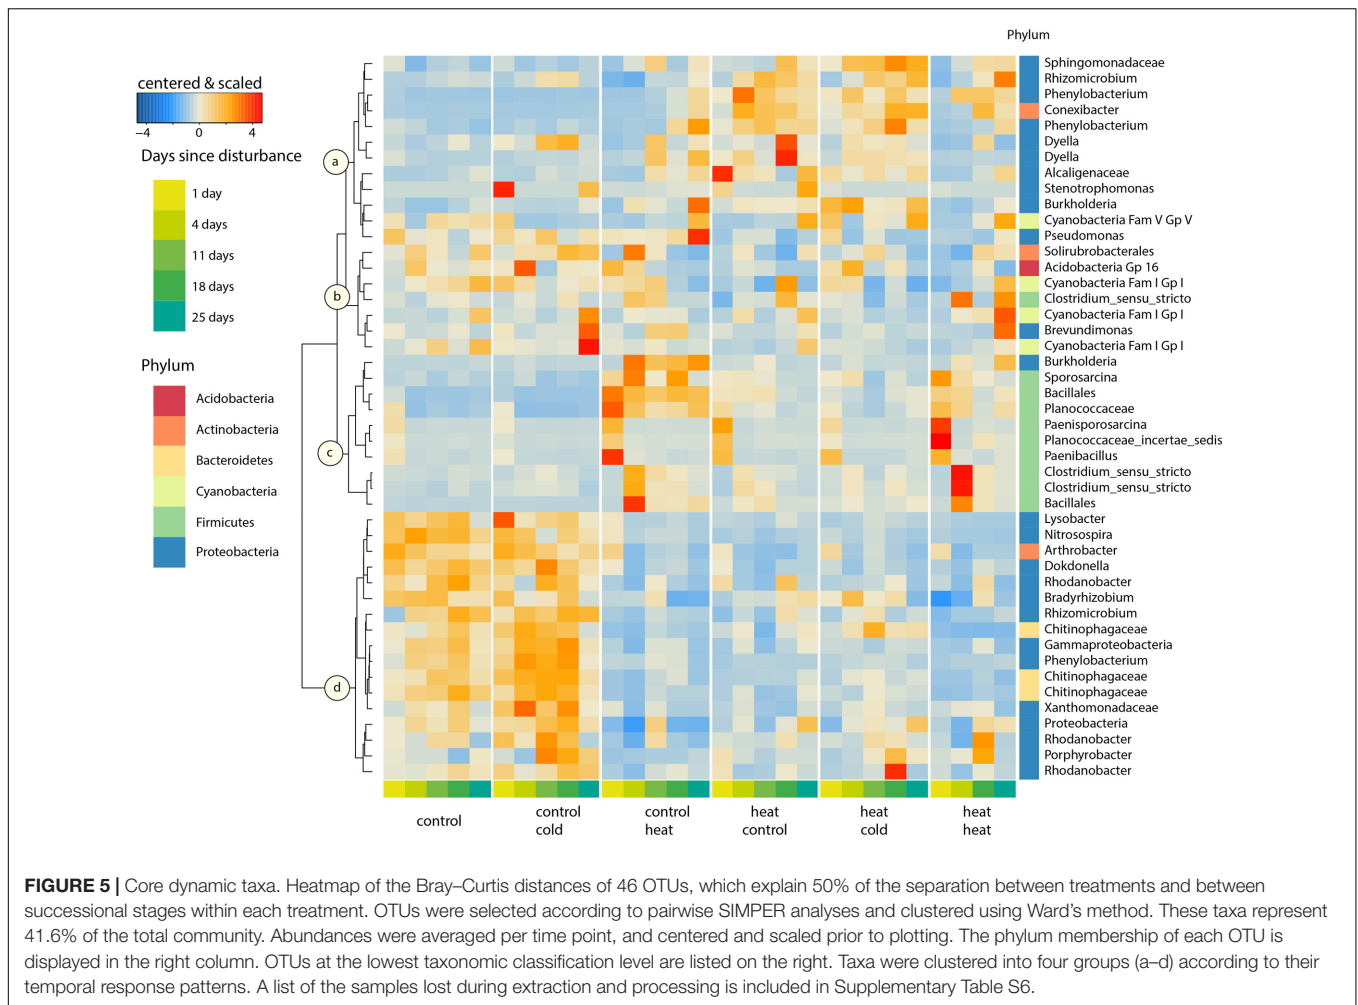 Phylum
centered & scaled
−4 0 4
Days since disturbance
1 day
4 days
11 days
18 days
25 days
Phylum
Acidobacteria
Actinobacteria
Bacteroidetes
Cyanobacteria
Firmicutes
Proteobacteria
a
b
c
d
Sphingomonadaceae
Rhizomicrobium
Phenylobacterium
Conexibacter
Phenylobacterium
Dyella
Dyella
Alcaligenaceae
Stenotrophomonas
Burkholderia
Cyanobacteria Fam V Gp V
Pseudomonas
Solirubrobacterales
Acidobacteria Gp 16
Cyanobacteria Fam I Gp I
Clostridium_sensu_stricto
Cyanobacteria Fam I Gp I
Brevundimonas
Cyanobacteria Fam I Gp I
Burkholderia
Sporosarcina
Bacillales
Planococcaceae
Paenisporosarcina
Planococcaceae_incertae_sedis
Paenibacillus
Clostridium_sensu_stricto
Clostridium_sensu_stricto
Bacillales
Lysobacter
Nitrosospira
Arthrobacter
Dokdonella
Rhodanobacter
Bradyrhizobium
Rhizomicrobium
Chitinophagaceae
Gammaproteobacteria
Phenylobacterium
Chitinophagaceae
Chitinophagaceae
Xanthomonadaceae
Proteobacteria
Rhodanobacter
Porphyrobacter
Rhodanobacter
control
control
cold
control
heat
heat
control
heat
cold
heat
heat
FIGURE 5 | Core dynamic taxa. Heatmap of the Bray–Curtis distances of 46 OTUs, which explain 50% of the separation between treatments and between
successional stages within each treatment. OTUs were selected according to pairwise SIMPER analyses and clustered using Ward's method. These taxa represent
41.6% of the total community. Abundances were averaged per time point, and centered and scaled prior to plotting. The phylum membership of each OTU is
displayed in the right column. OTUs at the lowest taxonomic classification level are listed on the right. Taxa were clustered into four groups (a–d) according to their
temporal response patterns. A list of the samples lost during extraction and processing is included in Supplementary Table S6.